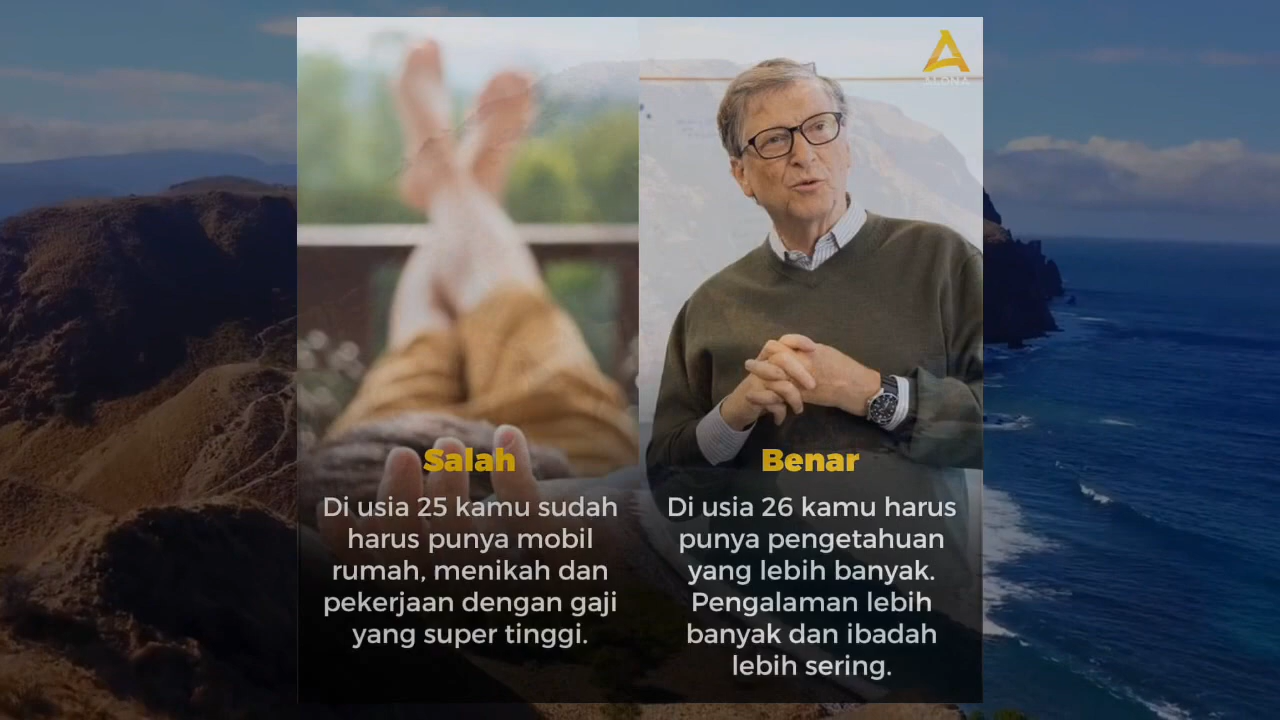 ALONA
Salah
Di usia 25 kamu sudah
harus punya mobil
rumah, menikah dan
pekerjaan dengan gaji
yang super tinggi.
Benar
Di usia 26 kamu harus
punya pengetahuan
yang lebih banyak.
Pengalaman lebih
banyak dan ibadah
lebih sering.